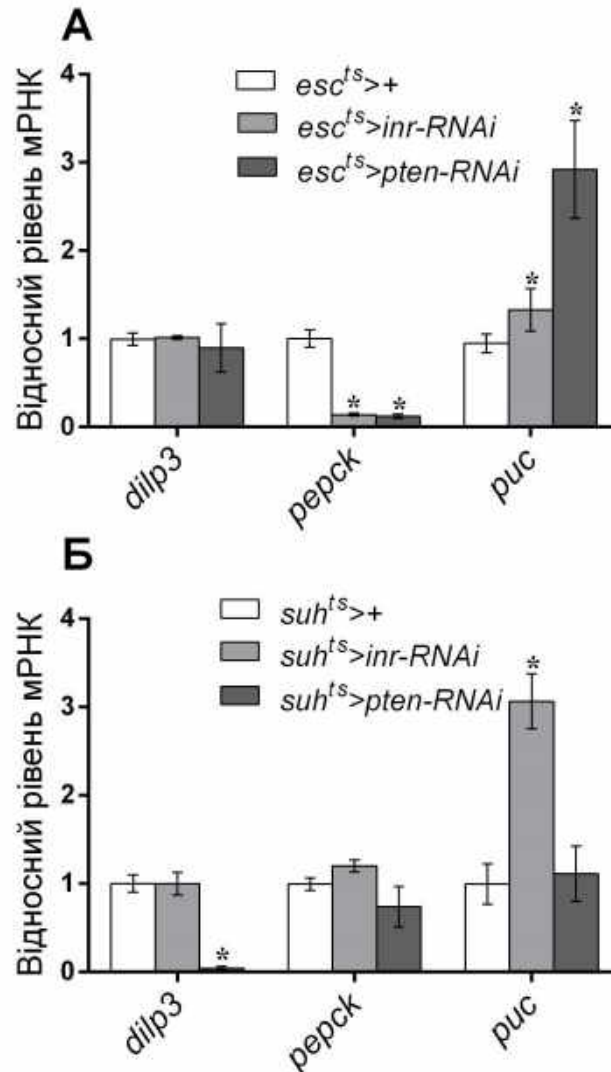 А
Відносний рівень мРНК
4
3
2
1
0
esc^ts>+
esc^ts>inr-RNAi
esc^ts>pten-RNAi
*
*
*
*
dilp3
pepck
puc
Б
Відносний рівень мРНК
4
3
2
1
0
suh^ts>+
suh^ts>inr-RNAi
suh^ts>pten-RNAi
*
*
dilp3
pepck
puc